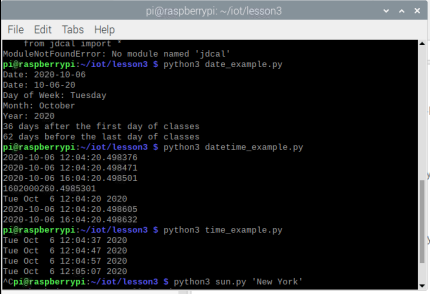 pi@raspberrypi: ~/iot/lesson3
File Edit Tabs Help
from jdcal import *
ModuleNotFoundError: No module named 'jdcal'
pi@raspberrypi:~/iot/lesson3 $ python3 date_example.py
Date: 2020-10-06
Date: 10-06-20
Day of Week: Tuesday
Month: October
Year: 2020
36 days after the first day of classes
62 days before the last day of classes
pi@raspberrypi:~/iot/lesson3 $ python3 datetime_example.py
2020-10-06 12:04:20.498376
2020-10-06 12:04:20.498471
2020-10-06 16:04:20.498501
1602000260.4985301
Tue Oct  6 12:04:20 2020
2020-10-06 12:04:20.498605
2020-10-06 16:04:20.498632
pi@raspberrypi:~/iot/lesson3 $ python3 time_example.py
Tue Oct  6 12:04:37 2020
Tue Oct  6 12:04:47 2020
Tue Oct  6 12:04:57 2020
Tue Oct  6 12:05:07 2020
^Cpi@raspberrypi:~/iot/lesson3 $ python3 sun.py 'New York'